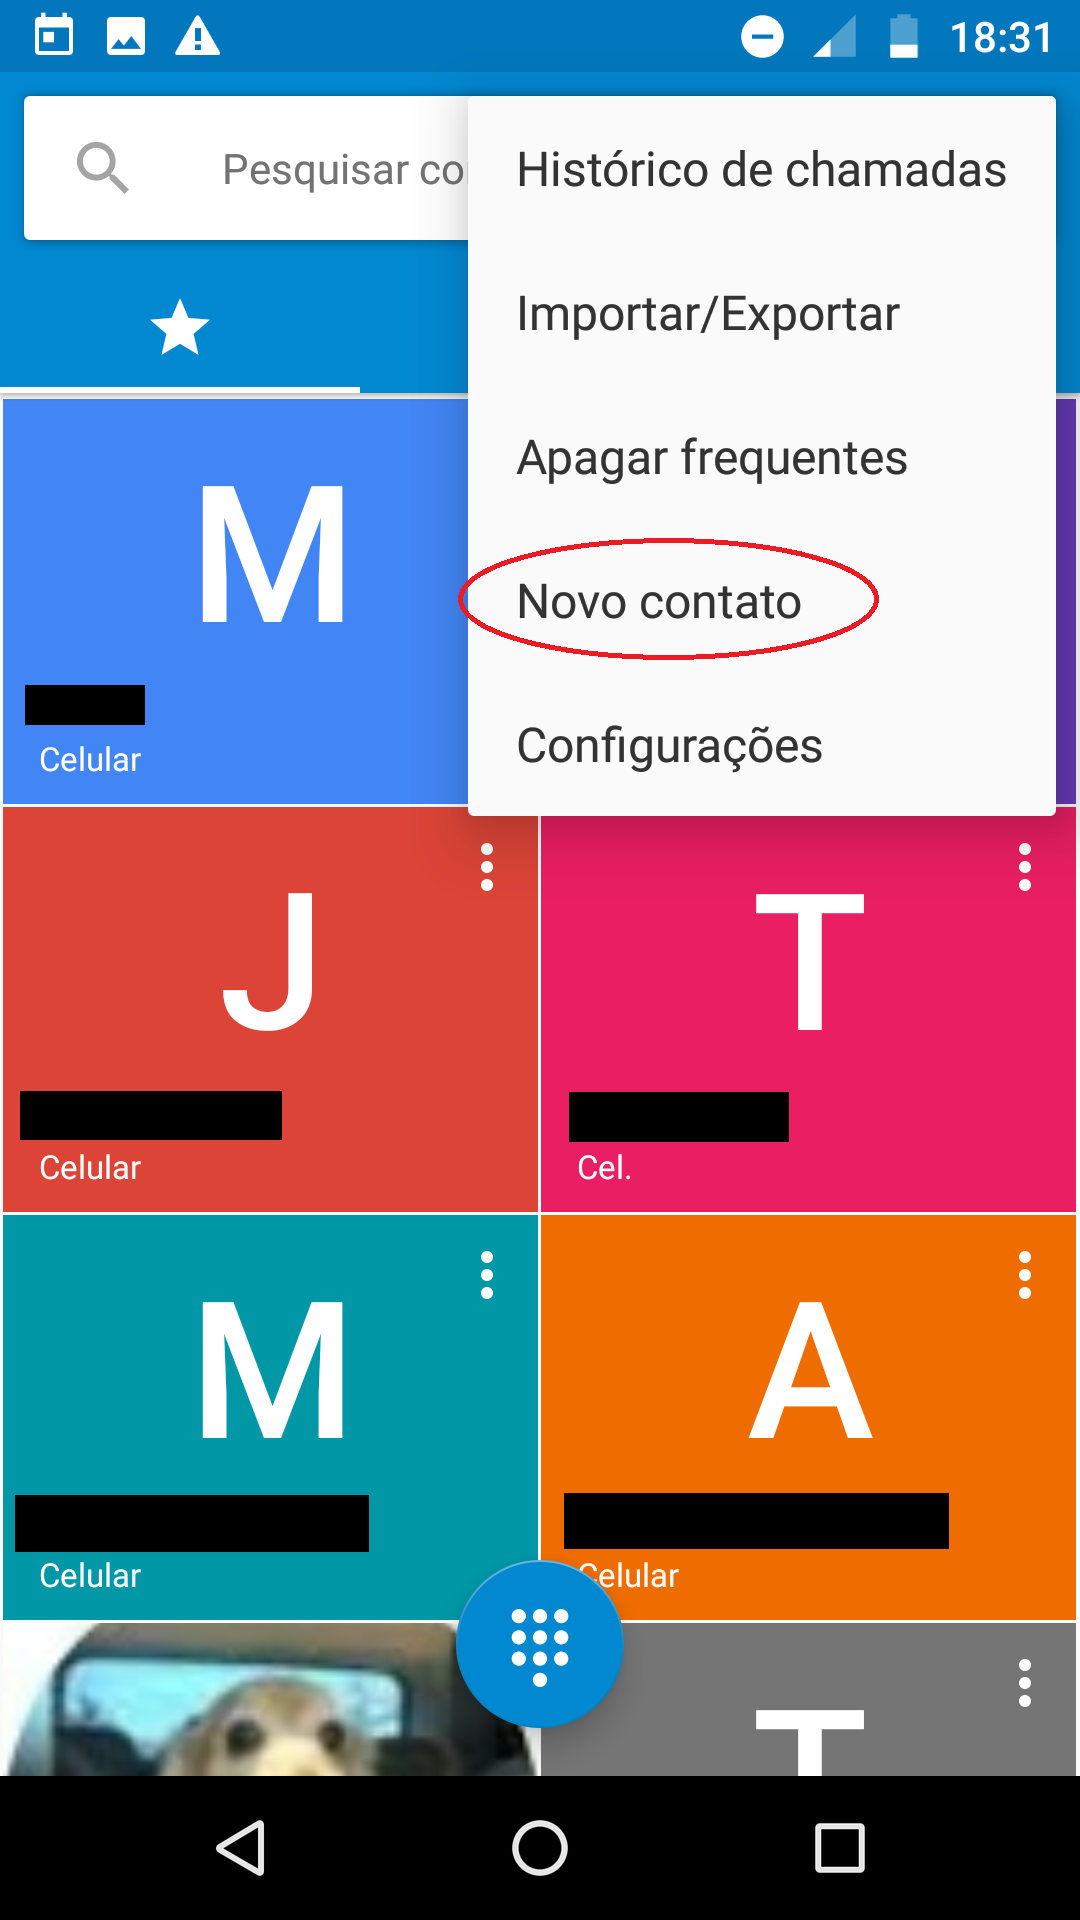 18:31
Pesquisar co
Histórico de chamadas
Importar/Exportar
Apagar frequentes
Novo contato
Configurações
M
Celular
J
Celular
T
Cel.
M
Celular
A
Celular
T